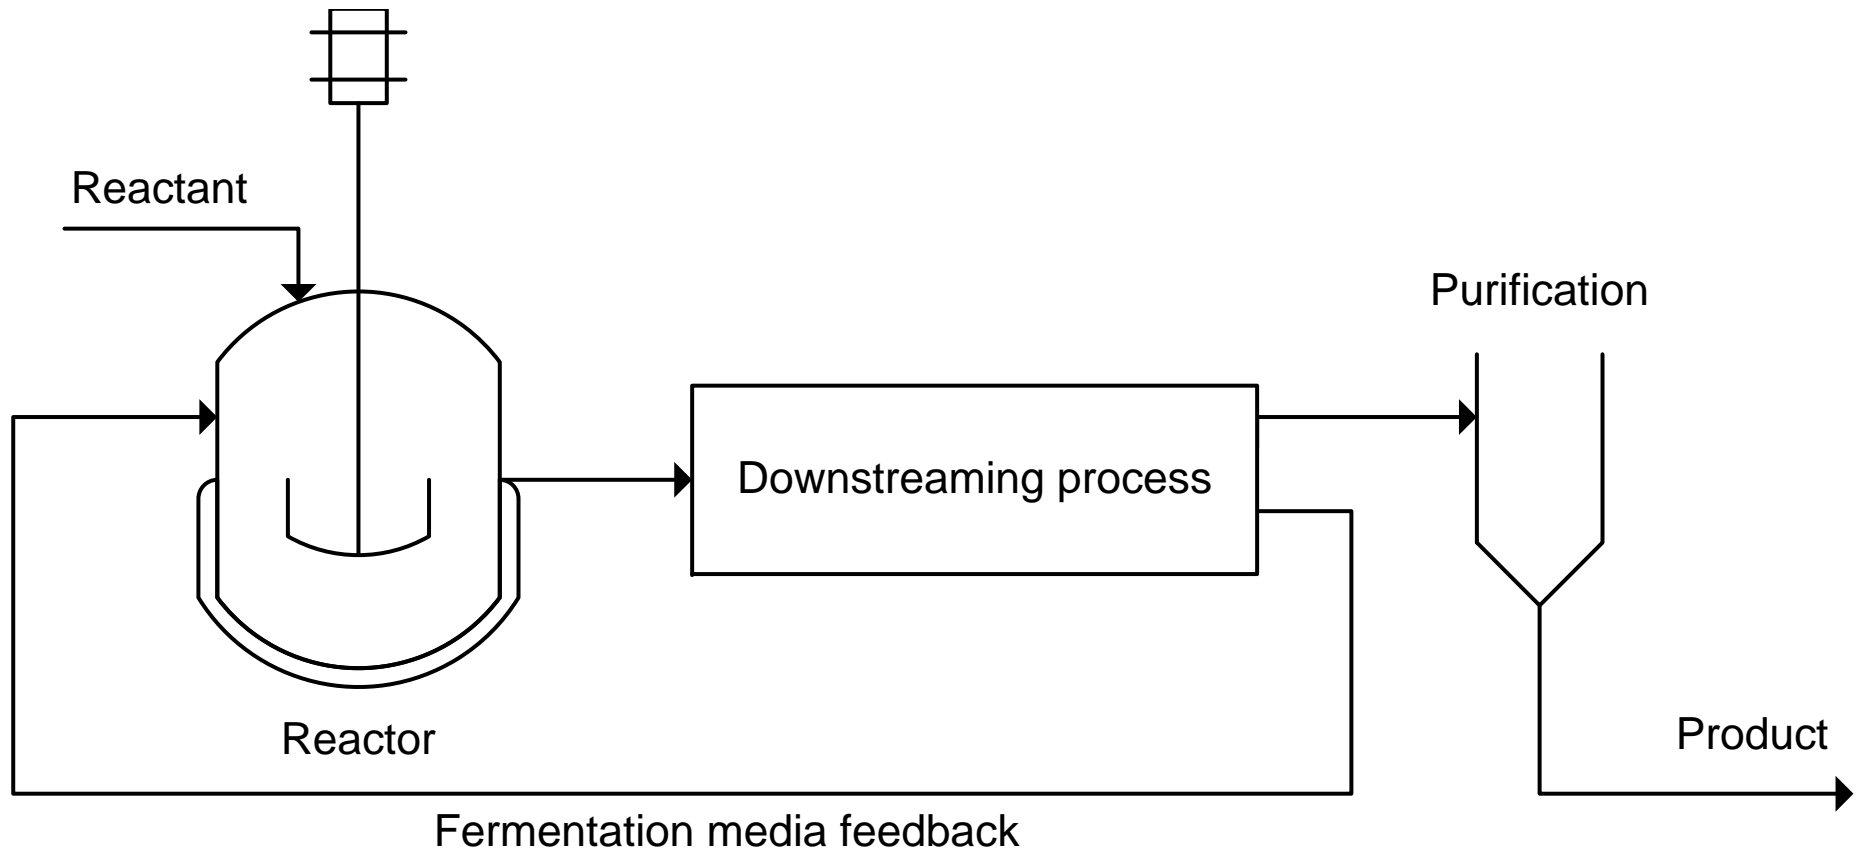 Reactant
Purification
Downstreaming process
Reactor
Product
Fermentation media feedback